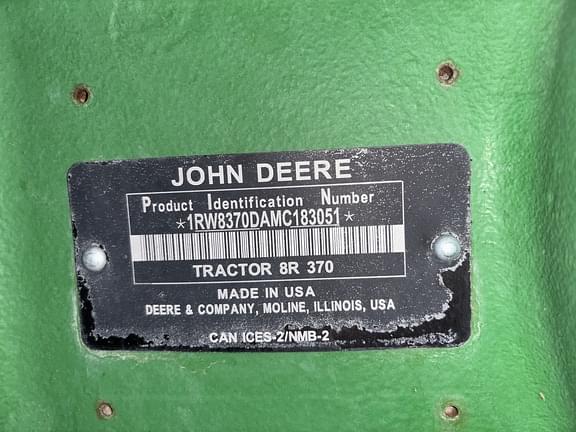 JOHN DEERE
Product Identification Number
*1RW8370DAMC183051*
TRACTOR 8R 370
MADE IN USA
DEERE & COMPANY, MOLINE, ILLINOIS, USA
CAN ICES-2/NMB-2